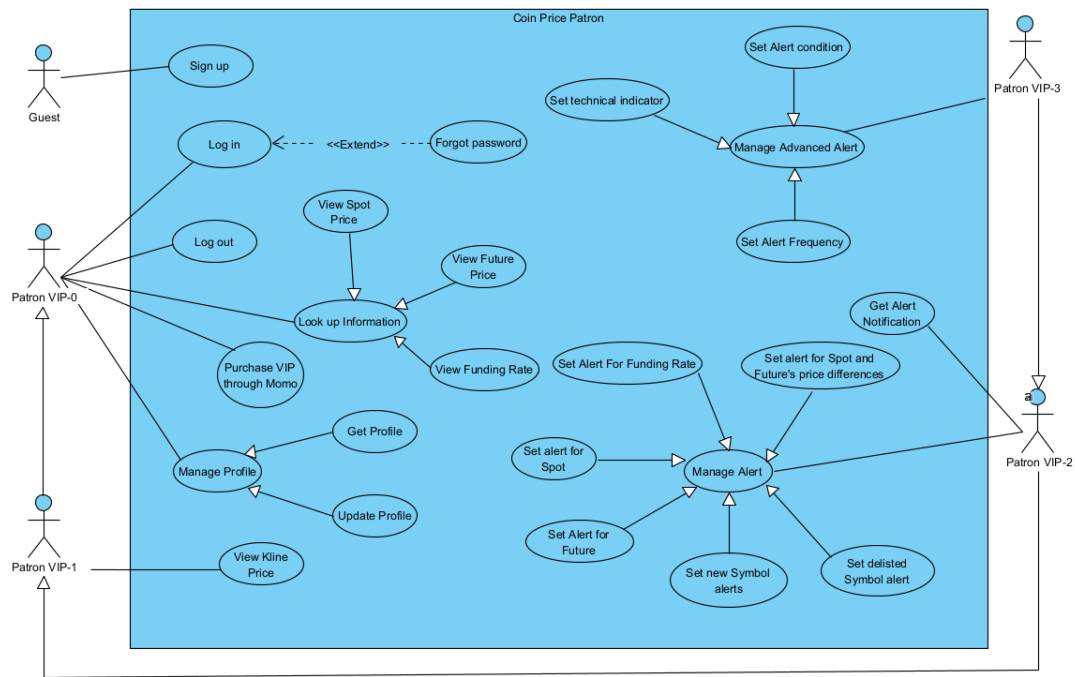 Coin Price Patron
Guest
Sign up
Log in
<<Extend>>
Forgot password
Set Alert condition
Set technical indicator
Manage Advanced Alert
Set Alert Frequency
Patron VIP-3
View Spot
Price
Log out
View Future
Price
Patron VIP-0
Look up Information
Purchase VIP
through Momo
View Funding Rate
Get Alert
Notification
Set Alert For Funding Rate
Set alert for Spot and
Future's price differences
a
Patron VIP-2
Get Profile
Manage Profile
Update Profile
Set alert for
Spot
Manage Alert
Set Alert for
Future
Set new Symbol
alerts
Set delisted
Symbol alert
Patron VIP-1
View Kline
Price